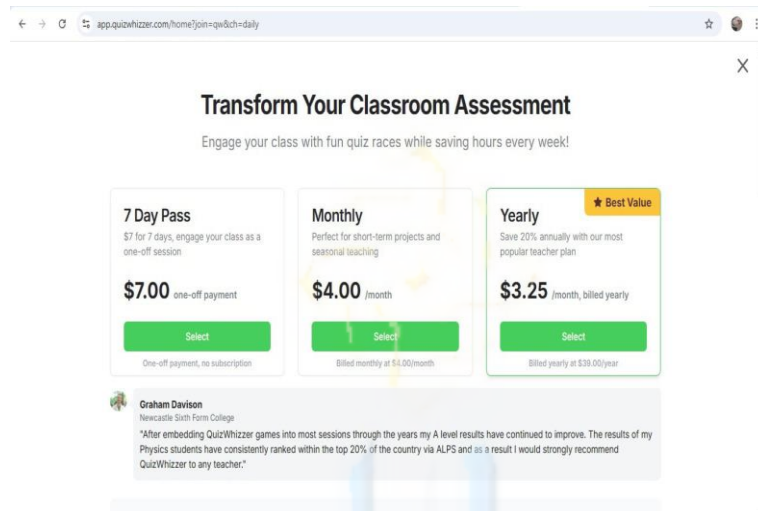 app.quizwhizzer.com/home?join=qw&ch=daily
X
Transform Your Classroom Assessment
Engage your class with fun quiz races while saving hours every week!
7 Day Pass
$7 for 7 days, engage your class as a
one-off session
$7.00 one-off payment
Select
One-off payment, no subscription
Monthly
Perfect for short-term projects and
seasonal teaching
$4.00 /month
Select
Billed monthly at $4.00/month
★ Best Value
Yearly
Save 20% annually with our most
popular teacher plan
$3.25 /month, billed yearly
Select
Billed yearly at $39.00/year
Graham Davison
Newcastle Sixth Form College
"After embedding QuizWhizzer games into most sessions through the years my A level results have continued to improve. The results of my
Physics students have consistently ranked within the top 20% of the country via ALPS and as a result I would strongly recommend
QuizWhizzer to any teacher."